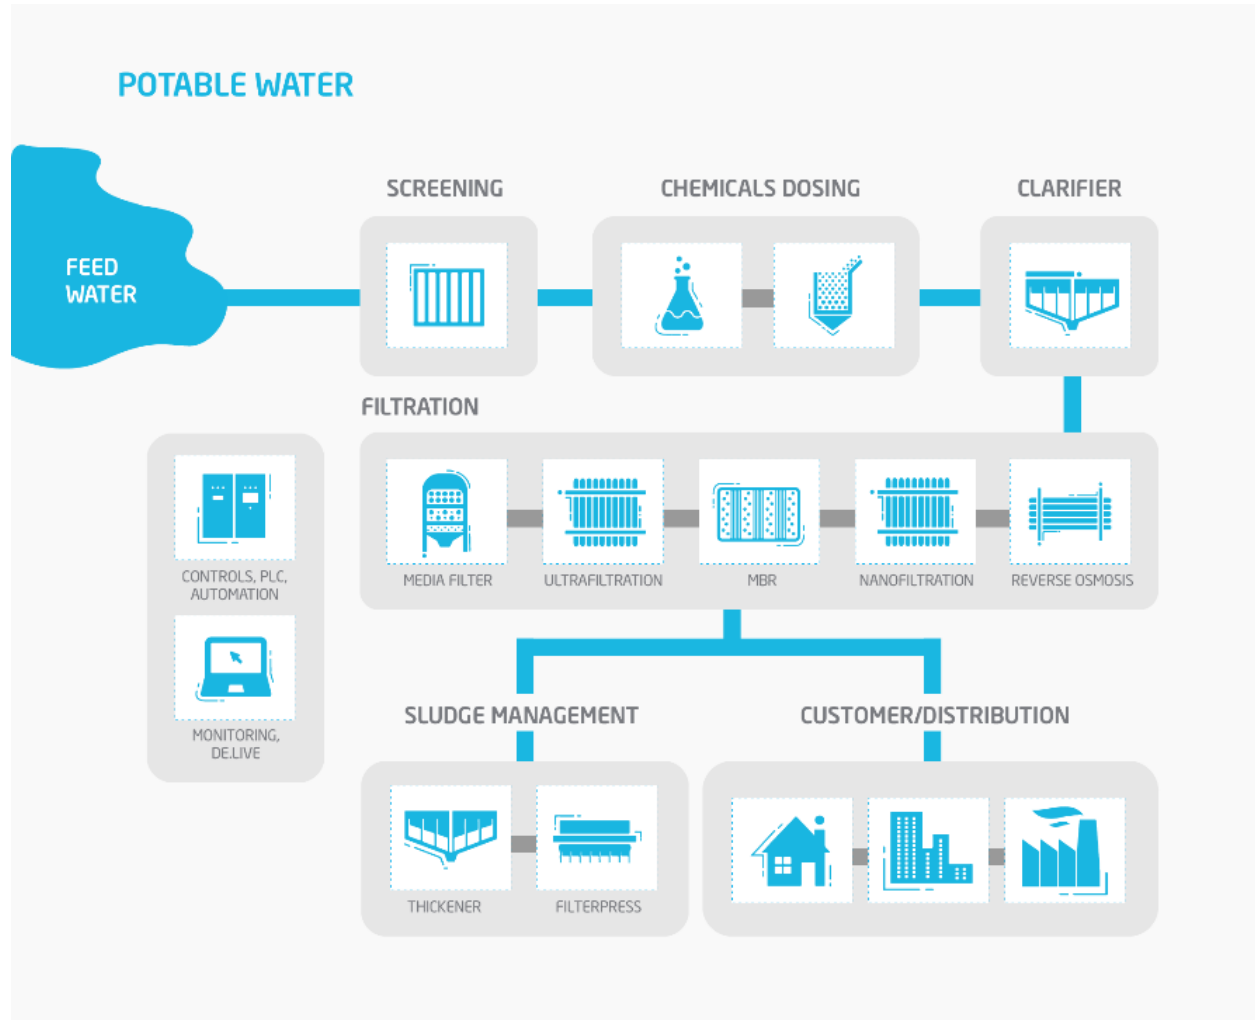 POTABLE WATER
FEED
WATER
SCREENING
CHEMICALS DOSING
CLARIFIER
FILTRATION
MEDIA FILTER
ULTRAFILTRATION
MBR
NANOFILTRATION
REVERSE OSMOSIS
CONTROLS, PLC,
AUTOMATION
MONITORING,
DE.LIVE
SLUDGE MANAGEMENT
CUSTOMER/DISTRIBUTION
THICKENER
FILTERPRESS